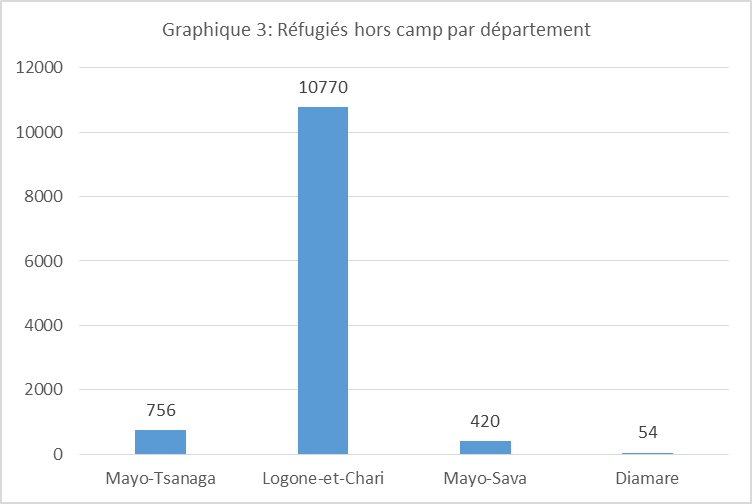 Graphique 3: Réfugiés hors camp par département
12000
10000
8000
6000
4000
2000
0
756
10770
420
54
Mayo-Tsanaga
Logone-et-Chari
Mayo-Sava
Diamare